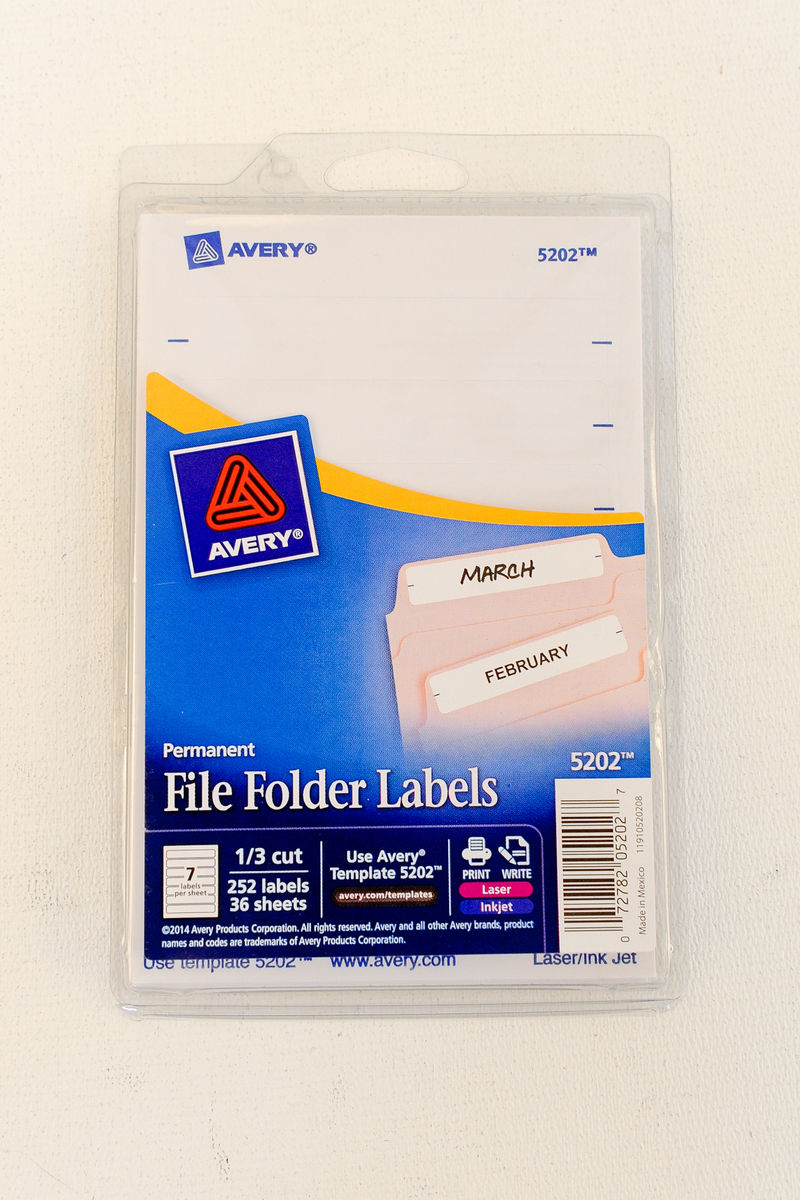 AVERY® 5202™
AVERY®
MARCH
FEBRUARY
Permanent
5202™
File Folder Labels
7
labels
per sheet
1/3 cut
252 labels
36 sheets
Use Avery®
Template 5202™
avery.com/templates
PRINT WRITE
Laser
Inkjet
©2014 Avery Products Corporation. All rights reserved. Avery and all other Avery brands, product
names and codes are trademarks of Avery Products Corporation.
0 72782 05202 7
Made in Mexico 11910520208
Use template 5202™ www.avery.com Laser/Ink Jet